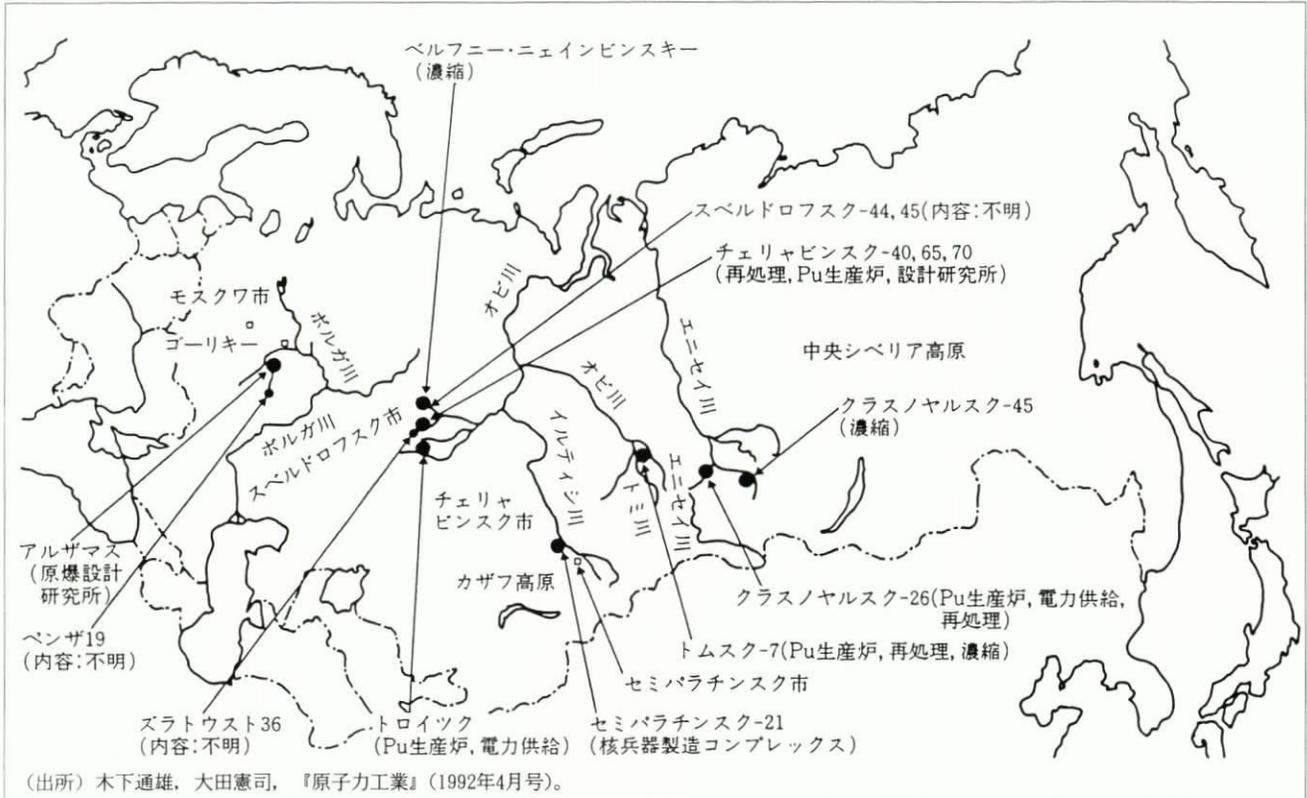 ベルフニー・ニェインビンスキー
(濃縮)
スベルドロフスク-44,45(内容:不明)
チェリャビンスク-40,65,70
(再処理,Pu生産炉,設計研究所)
オビ川
モスクワ市
ゴーリキー
ボルガ川
エニセイ川
中央シベリア高原
オビ川
クラスノヤルスク-45
(濃縮)
イルティシ川
ボルガ川
スベルドロフスク市
エニセイ川
トミ川
チェリャ
ビンスク市
アルザマス
(原爆設計
研究所)
カザフ高原
クラスノヤルスク-26(Pu生産炉,電力供給,
再処理)
ペンザ19
(内容:不明)
トムスク-7(Pu生産炉,再処理,濃縮)
セミパラチンスク市
ズラトウスト36
(内容:不明)
トロイツク
(Pu生産炉,電力供給)
セミパラチンスク-21
(核兵器製造コンプレックス)
(出所) 木下通雄, 大田憲司, 『原子力工業』(1992年4月号)。